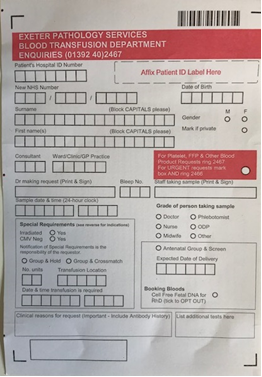 EXETER PATHOLOGY SERVICES
BLOOD TRANSFUSION DEPARTMENT
ENQUIRIES (01392 40)2467
Patient's Hospital ID Number
Affix Patient ID Label Here
New NHS Number
Date of Birth
Surname (Block CAPITALS please)
Gender M F
First name(s) (Block CAPITALS please)
Mark if private
Consultant Ward/Clinic/GP Practice
For Platelet, FFP & Other Blood
Product Requests ring 2467
For URGENT requests mark
box AND ring 2466
Dr making request (Print & Sign) Bleep No. Staff taking sample (Print & Sign)
Sample date & time (24-hour clock)
Grade of person taking sample
Doctor Phlebotomist
Nurse ODP
Midwife Other
Special Requirements (see reverse for indications)
Irradiated Yes
CMV Neg Yes
Notification of Special Requirements is the
responsibility of the requester.
Group & Hold Group & Crossmatch
No. units Transfusion Location
Date & time transfusion is required
Antenatal Group & Screen
Expected Date of Delivery
Booking Bloods
Cell Free Fetal DNA for
RhD (tick to OPT OUT)
Clinical reasons for request (Important - Include Antibody History)
List additional tests here: